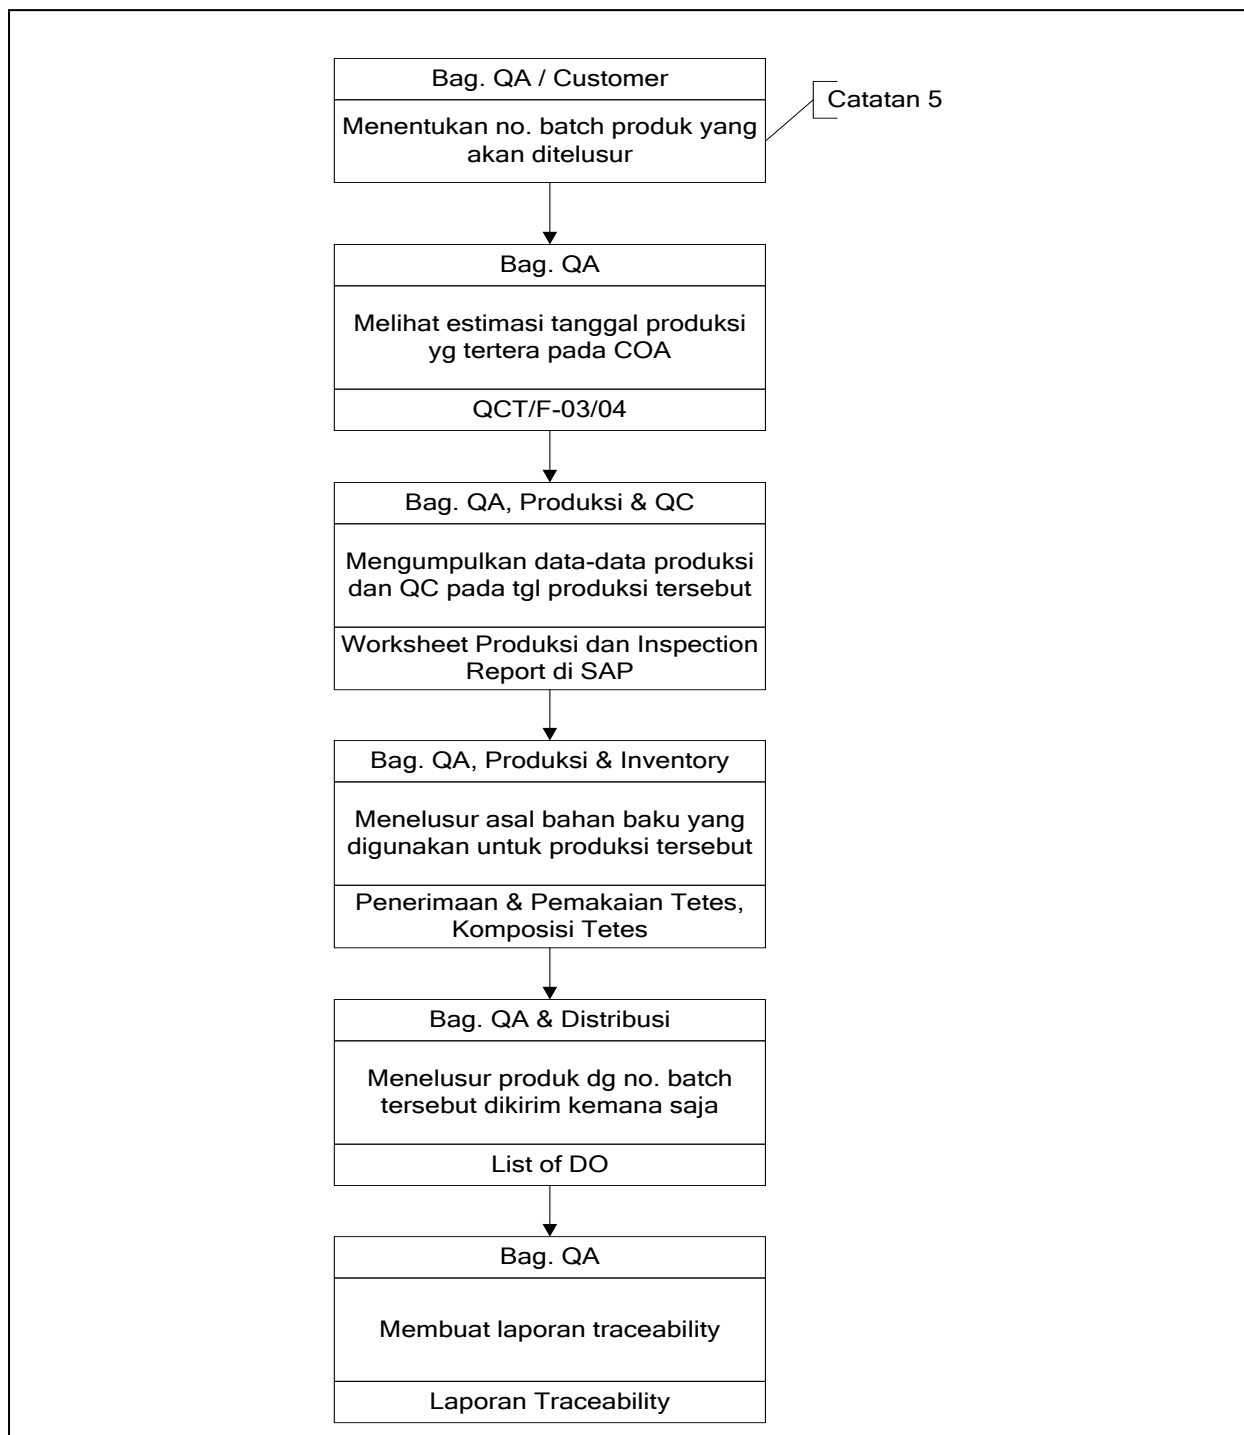 Bag. QA / Customer
Catatan 5
Menentukan no. batch produk yang
akan ditelusur
Bag. QA
Melihat estimasi tanggal produksi
yg tertera pada COA
QCT/F-03/04
Bag. QA, Produksi & QC
Mengumpulkan data-data produksi
dan QC pada tgl produksi tersebut
Worksheet Produksi dan Inspection
Report di SAP
Bag. QA, Produksi & Inventory
Menelusur asal bahan baku yang
digunakan untuk produksi tersebut
Penerimaan & Pemakaian Tetes,
Komposisi Tetes
Bag. QA & Distribusi
Menelusur produk dg no. batch
tersebut dikirim kemana saja
List of DO
Bag. QA
Membuat laporan traceability
Laporan Traceability